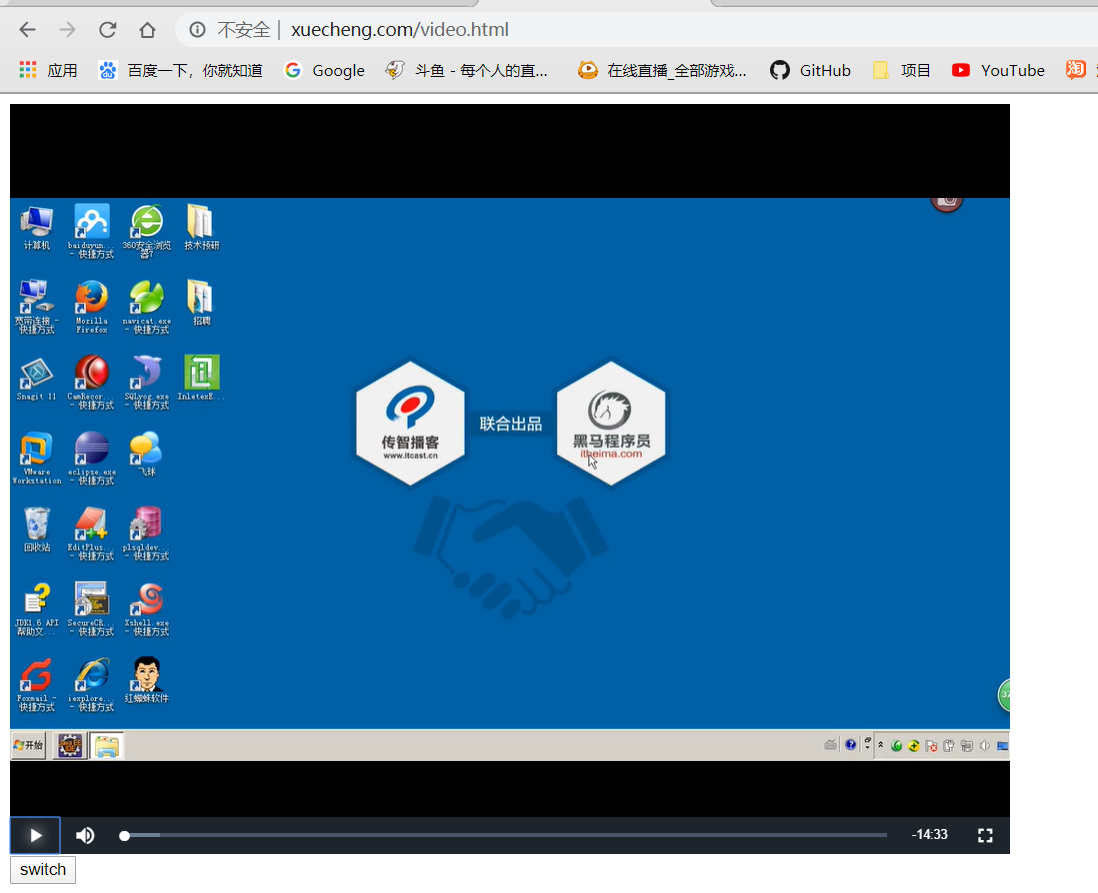 不安全 | xuecheng.com/video.html
应用 百度一下，你就知道 Google 斗鱼 - 每个人的直... 在线直播_全部游戏... GitHub 项目 YouTube 淘
计算机 baiduyun... - 快捷方式 360安全浏览器7 技术预研
宽带连接 - 快捷方式 Mozilla Firefox navicat.exe - 快捷方式 招聘
Snagit 11 CamRecor... - 快捷方式 SQLyog.exe - 快捷方式 InletexE...
传智播客
www.itcast.cn
联合出品
黑马程序员
itheima.com
VMware Workstation eclipse.exe - 快捷方式 飞球
回收站 EditPlus... - 快捷方式 plsqldev... - 快捷方式
JDK1.6 API 帮助文... SecureCR... - 快捷方式 Xshell.exe - 快捷方式
Foxmail - 快捷方式 iexplore... - 快捷方式 红蜘蛛软件
37
开始
-14:33
switch